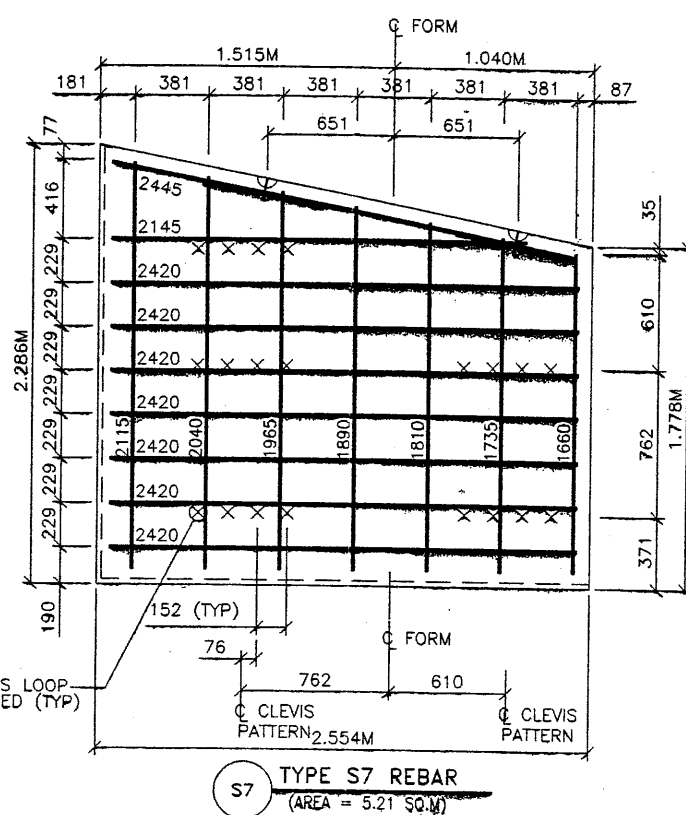 ℄ FORM
1.515M 1.040M
181 381 381 381 381 381 381 87
651 651
77
416
229
229
229
229
229
229
229
190
2.286M
35
610
762
371
1.778M
2445
2145
2420
2420
2420
2420
2420
2420
2420
2115 2040 1965 1890 1810 1735 1660
152 (TYP)
76
℄ FORM
S LOOP
ED (TYP)
762 610
℄ CLEVIS
PATTERN
℄ CLEVIS
PATTERN
2.554M
S7 TYPE S7 REBAR
(AREA = 5.21 SQ.M)